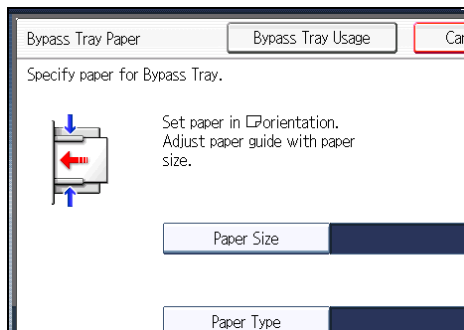 Bypass Tray Paper
Bypass Tray Usage
Specify paper for Bypass Tray.
Set paper in orientation.
Adjust paper guide with paper
size.
Paper Size
Paper Type